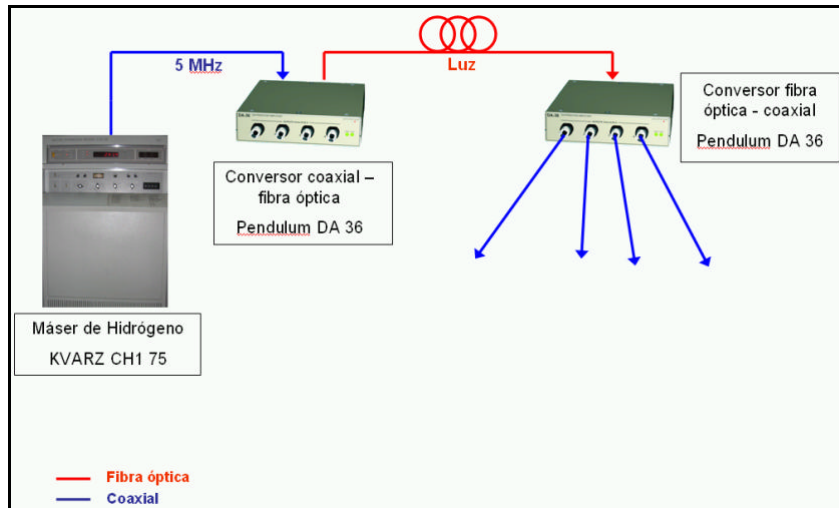 5 MHz
Luz
Conversor fibra
óptica - coaxial
Pendulum DA 36
Conversor coaxial –
fibra óptica
Pendulum DA 36
Máser de Hidrógeno
KVARZ CH1 75
Fibra óptica
Coaxial